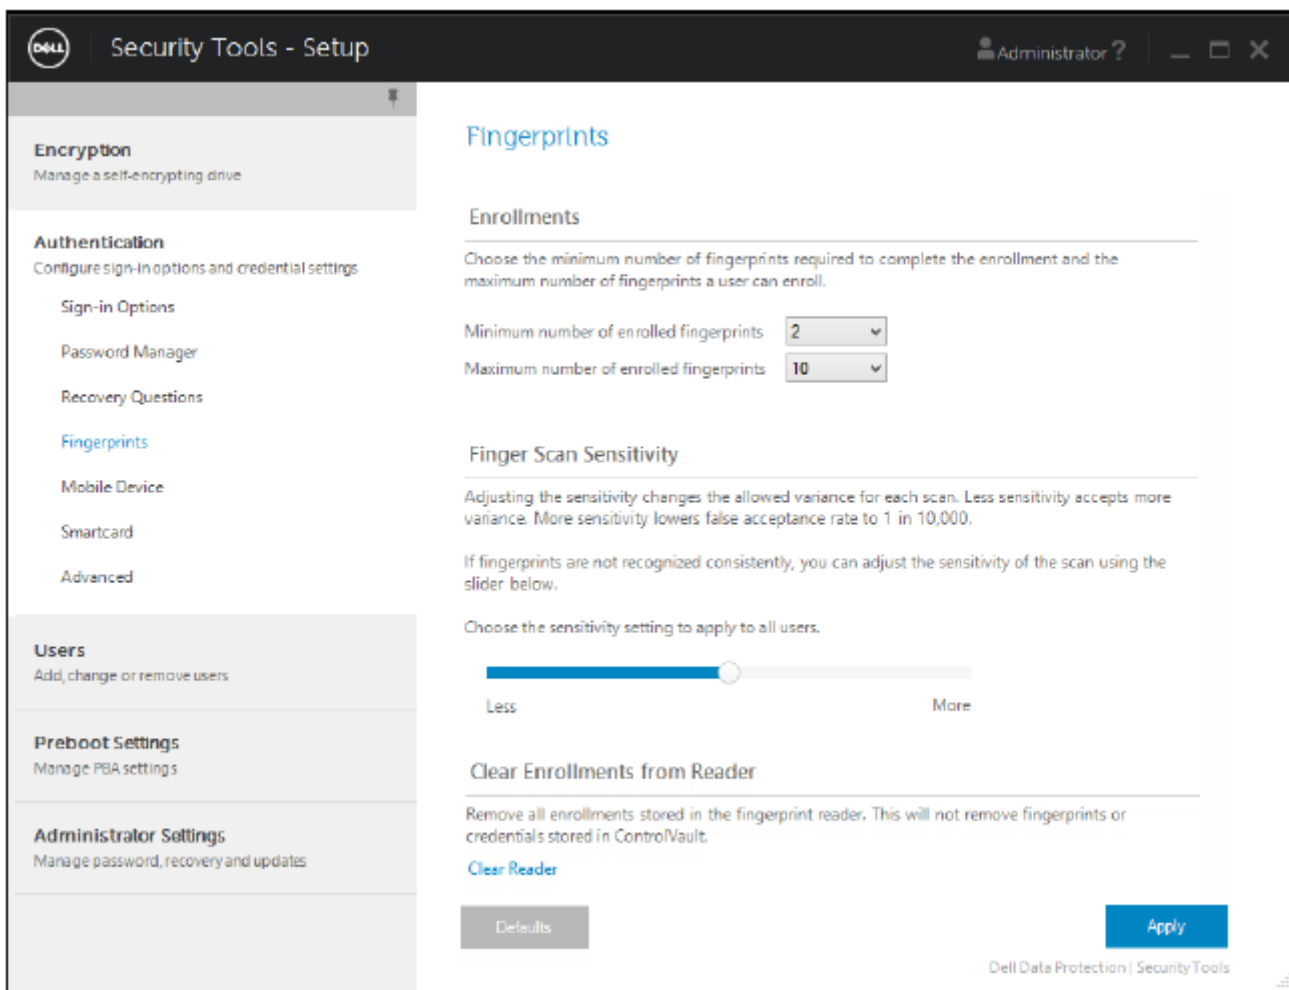 DELL
Security Tools - Setup
Administrator ?
Encryption
Manage a self-encrypting drive
Authentication
Configure sign-in options and credential settings
Sign-in Options
Password Manager
Recovery Questions
Fingerprints
Mobile Device
Smartcard
Advanced
Users
Add, change or remove users
Preboot Settings
Manage PBA settings
Administrator Settings
Manage password, recovery and updates
Fingerprints
Enrollments
Choose the minimum number of fingerprints required to complete the enrollment and the
maximum number of fingerprints a user can enroll.
Minimum number of enrolled fingerprints 2
Maximum number of enrolled fingerprints 10
Finger Scan Sensitivity
Adjusting the sensitivity changes the allowed variance for each scan. Less sensitivity accepts more
variance. More sensitivity lowers false acceptance rate to 1 in 10,000.
If fingerprints are not recognized consistently, you can adjust the sensitivity of the scan using the
slider below.
Choose the sensitivity setting to apply to all users.
Less More
Clear Enrollments from Reader
Remove all enrollments stored in the fingerprint reader. This will not remove fingerprints or
credentials stored in ControlVault.
Clear Reader
Defaults Apply
Dell Data Protection | Security Tools